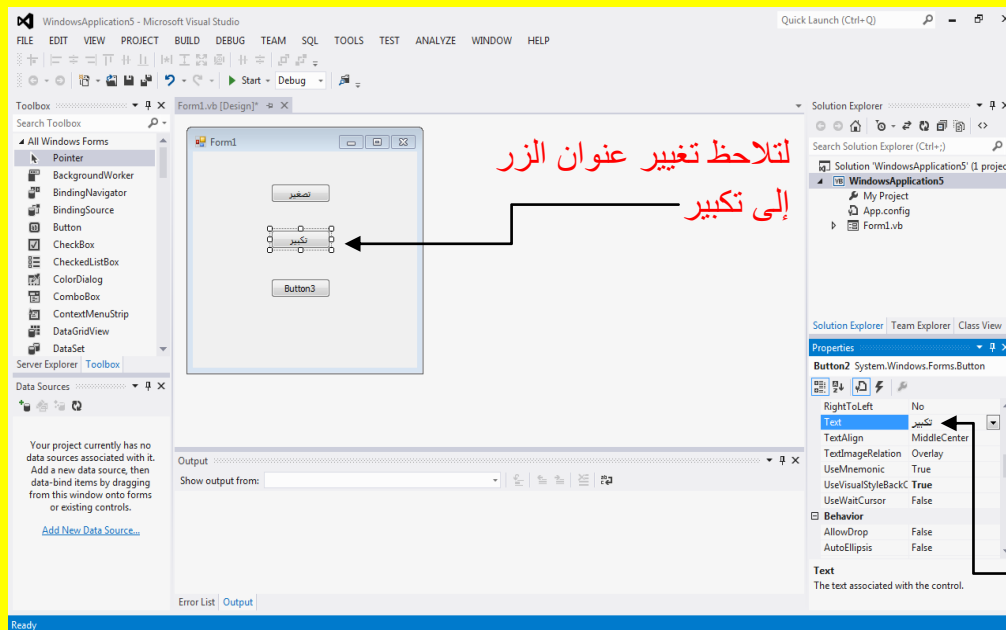 WindowsApplication5 - Microsoft Visual Studio
Quick Launch (Ctrl+Q)
FILE EDIT VIEW PROJECT BUILD DEBUG TEAM SQL TOOLS TEST ANALYZE WINDOW HELP
Start Debug
Toolbox
Search Toolbox
All Windows Forms
Pointer
BackgroundWorker
BindingNavigator
BindingSource
Button
CheckBox
CheckedListBox
ColorDialog
ComboBox
ContextMenuStrip
DataGridView
DataSet
Server Explorer Toolbox
Data Sources
Your project currently has no
data sources associated with it.
Add a new data source, then
data-bind items by dragging
from this window onto forms
or existing controls.
Add New Data Source...
Form1.vb [Design]*
Form1
تصغير
تكبير
Button3
لتلاحظ تغيير عنوان الزر
إلى تكبير
Output
Show output from:
Error List Output
Solution Explorer
Search Solution Explorer (Ctrl+;)
Solution 'WindowsApplication5' (1 projec
WindowsApplication5
My Project
App.config
Form1.vb
Solution Explorer Team Explorer Class View
Properties
Button2 System.Windows.Forms.Button
RightToLeft No
Text تكبير
TextAlign MiddleCenter
TextImageRelation Overlay
UseMnemonic True
UseVisualStyleBackC True
UseWaitCursor False
Behavior
AllowDrop False
AutoEllipsis False
Text
The text associated with the control.
Ready